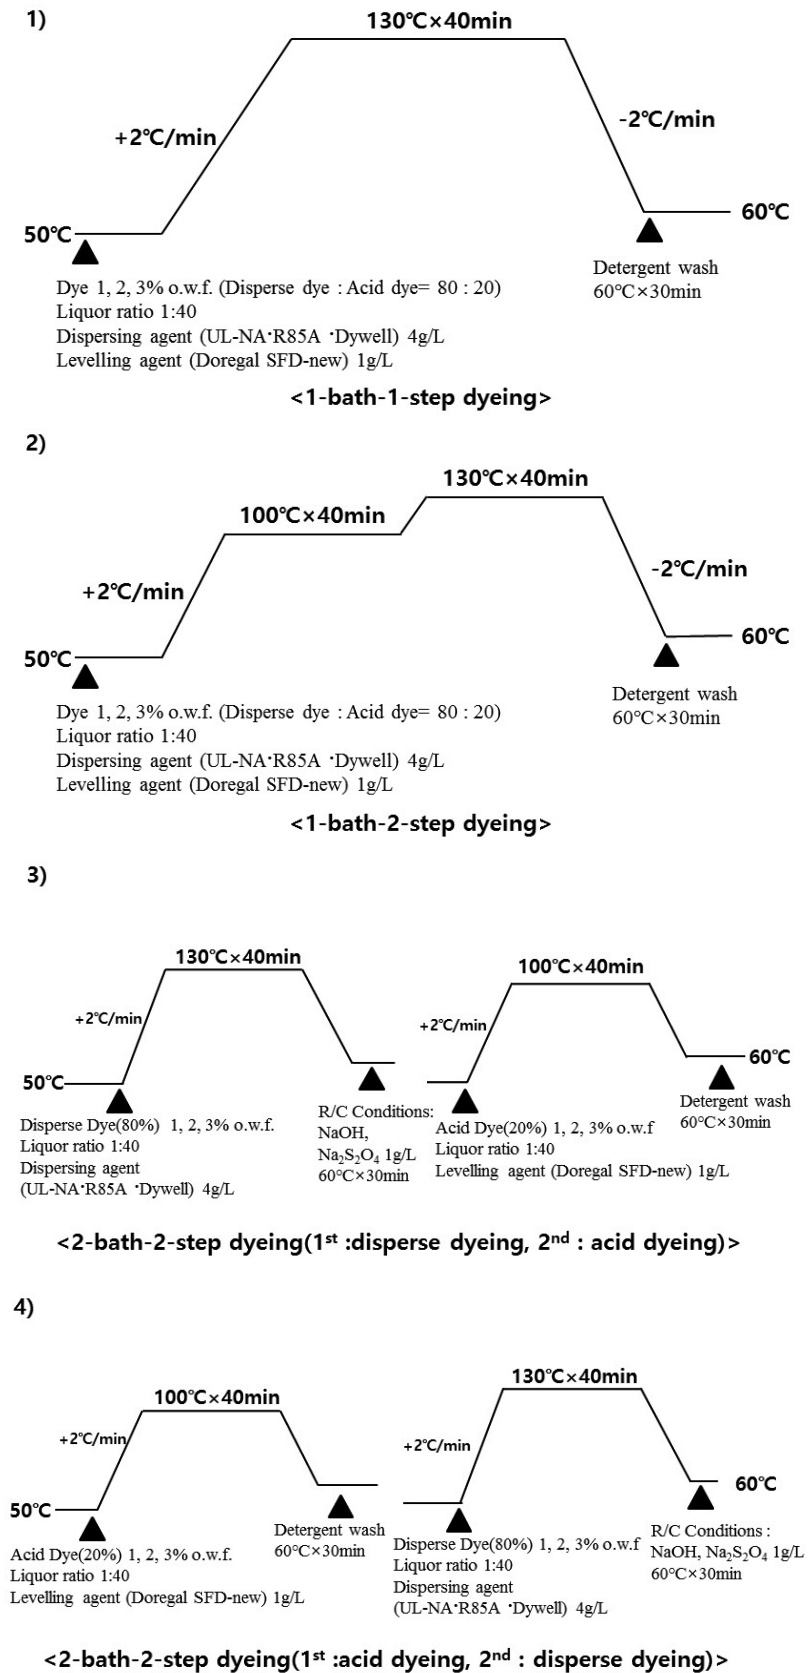 1)
130℃×40min
+2℃/min
-2℃/min
50℃
60℃
Detergent wash
60℃×30min
Dye 1, 2, 3% o.w.f. (Disperse dye : Acid dye= 80 : 20)
Liquor ratio 1:40
Dispersing agent (UL-NA·R85A ·Dywell) 4g/L
Levelling agent (Doregal SFD-new) 1g/L
<1-bath-1-step dyeing>
2)
130℃×40min
100℃×40min
+2℃/min
-2℃/min
50℃
60℃
Detergent wash
60℃×30min
Dye 1, 2, 3% o.w.f. (Disperse dye : Acid dye= 80 : 20)
Liquor ratio 1:40
Dispersing agent (UL-NA·R85A ·Dywell) 4g/L
Levelling agent (Doregal SFD-new) 1g/L
<1-bath-2-step dyeing>
3)
130℃×40min
+2℃/min
50℃
Disperse Dye(80%) 1, 2, 3% o.w.f.
Liquor ratio 1:40
Dispersing agent
(UL-NA·R85A ·Dywell) 4g/L
R/C Conditions:
NaOH,
Na₂S₂O₄ 1g/L
60℃×30min
100℃×40min
+2℃/min
60℃
Acid Dye(20%) 1, 2, 3% o.w.f
Liquor ratio 1:40
Levelling agent (Doregal SFD-new) 1g/L
Detergent wash
60℃×30min
<2-bath-2-step dyeing(1ˢᵗ :disperse dyeing, 2ⁿᵈ : acid dyeing)>
4)
100℃×40min
+2℃/min
50℃
Acid Dye(20%) 1, 2, 3% o.w.f.
Liquor ratio 1:40
Levelling agent (Doregal SFD-new) 1g/L
Detergent wash
60℃×30min
130℃×40min
+2℃/min
60℃
Disperse Dye(80%) 1, 2, 3% o.w.f
Liquor ratio 1:40
Dispersing agent
(UL-NA·R85A ·Dywell) 4g/L
R/C Conditions :
NaOH, Na₂S₂O₄ 1g/L
60℃×30min
<2-bath-2-step dyeing(1ˢᵗ :acid dyeing, 2ⁿᵈ : disperse dyeing)>